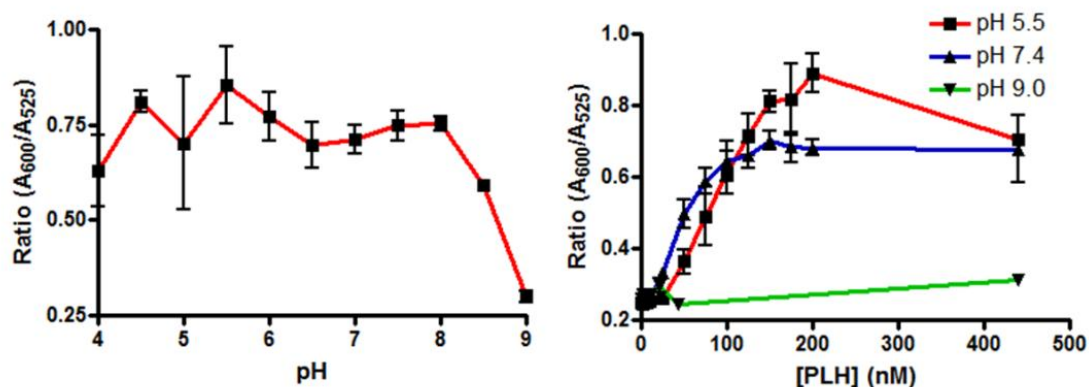 1.00
0.75
0.50
0.25
Ratio (A600/A525)
4 5 6 7 8 9
pH
pH 5.5
pH 7.4
pH 9.0
1.0
0.8
0.6
0.4
0.2
Ratio (A600/A525)
0 100 200 300 400 500
[PLH] (nM)